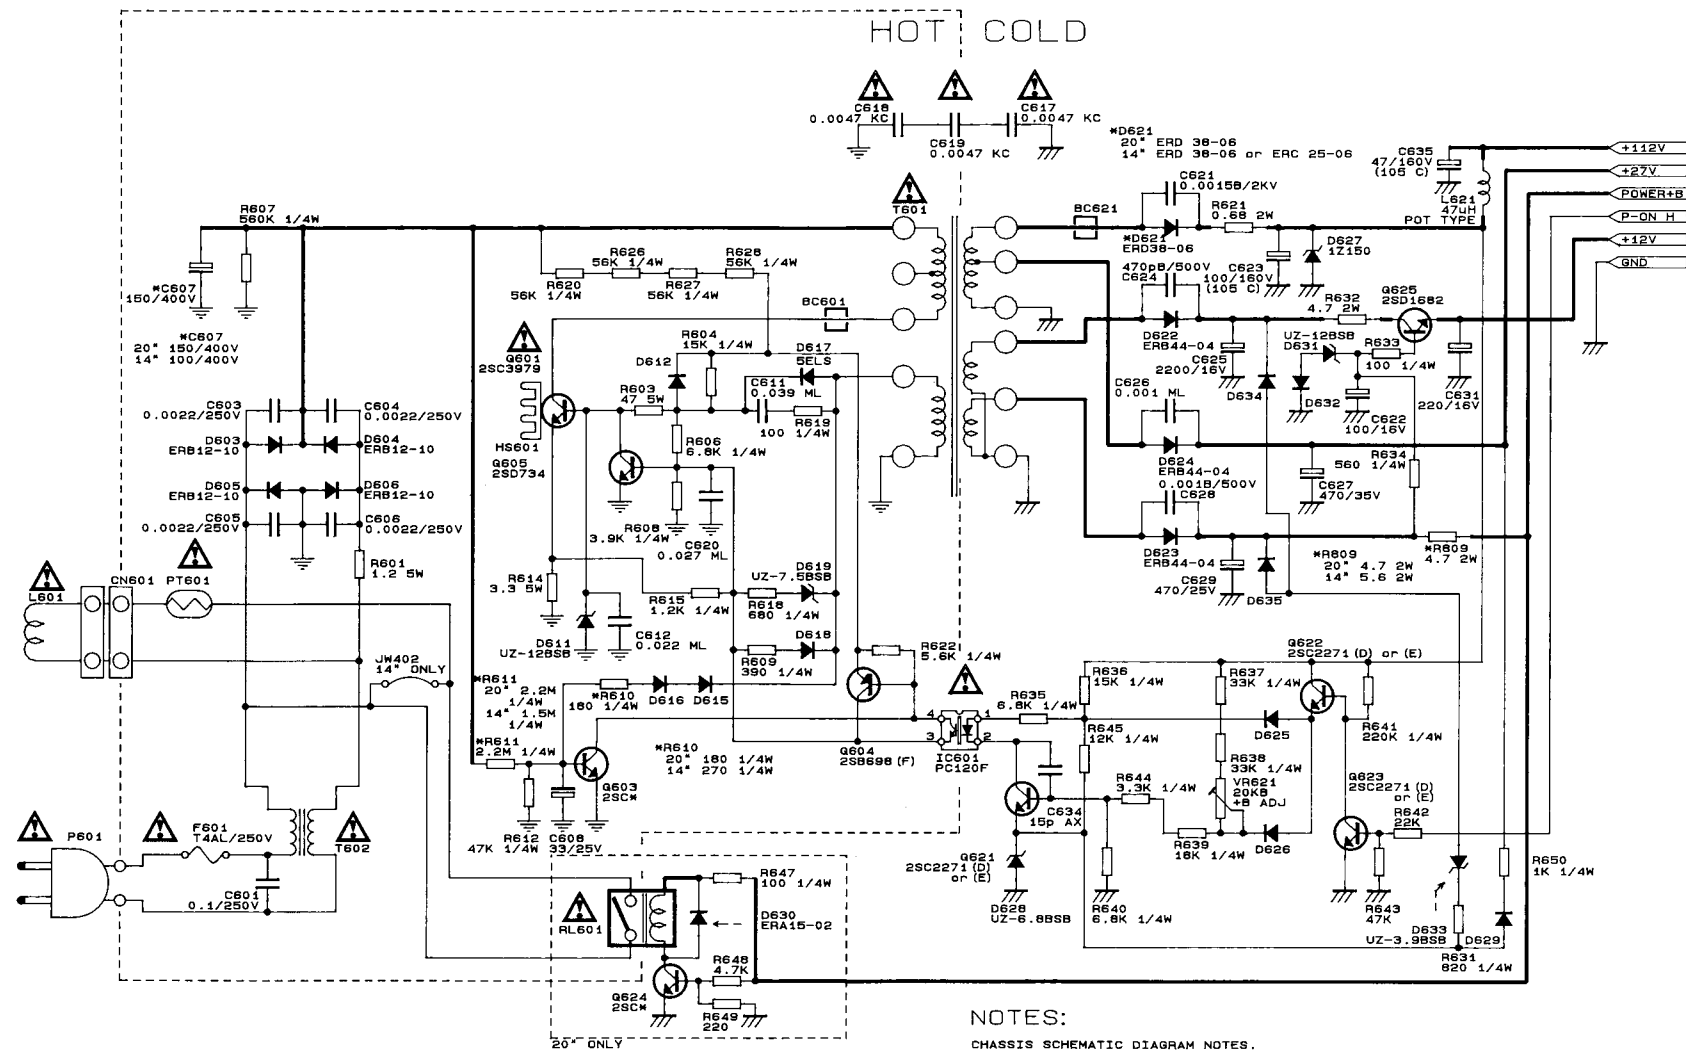 HOT COLD
C618
0.0047 KC
C619
0.0047 KC
C617
0.0047 KC
*D621
20" ERD 38-06
14" ERD 38-06 or ERC 25-06
C635
47/160V
(105 C)
+112V
+27V
POWER+B
P-ON H
+12V
GND
L621
47uH
POT TYPE
R607
560K 1/4W
*C607
150/400V
*C607
20" 150/400V
14" 100/400V
R626
56K 1/4W
R628
56K 1/4W
R620
56K 1/4W
R627
56K 1/4W
T601
BC621
C621
0.0015B/2KV
R621
0.68 2W
*D621
ERD38-06
D627
1Z150
470pB/500V
C624
C623
100/160V
(105 C)
BC601
Q601
2SC3979
HS601
R604
15K 1/4W
D617
5ELS
D612
R603
47 5W
C611
0.039 ML
100 1/4W
R619
R606
6.8K 1/4W
Q605
2SD734
D622
ERB44-04
C625
2200/16V
R632
4.7 2W
Q625
2SD1682
UZ-12BSB
D631
R633
100 1/4W
D634
D632
C622
100/16V
C631
220/16V
C626
0.001 ML
D624
ERB44-04
0.001B/500V
C628
R634
560 1/4W
C627
470/35V
C603
0.0022/250V
C604
0.0022/250V
D603
ERB12-10
D604
ERB12-10
D605
ERB12-10
D606
ERB12-10
C605
0.0022/250V
C606
0.0022/250V
R601
1.2 5W
R608
3.9K 1/4W
C620
0.027 ML
D623
ERB44-04
C629
470/25V
D635
*R809
20" 4.7 2W
14" 5.6 2W
*R809
4.7 2W
L601
CN601
PT601
JW402
14" ONLY
R614
3.3 5W
R615
1.2K 1/4W
D619
UZ-7.5BSB
R618
680 1/4W
D611
UZ-12BSB
C612
0.022 ML
D618
R609
390 1/4W
R622
5.6K 1/4W
*R611
20" 2.2M
1/4W
14" 1.5M
1/4W
*R610
180 1/4W
D616 D615
*R611
2.2M 1/4W
*R610
20" 180 1/4W
14" 270 1/4W
Q604
2SB698(F)
4 1
3 2
IC601
PC120F
Q603
2SC*
R612
47K 1/4W
C608
33/25V
R635
6.8K 1/4W
R636
15K 1/4W
R645
12K 1/4W
Q622
2SC2271(D) or (E)
R637
33K 1/4W
D625
R641
220K 1/4W
R638
33K 1/4W
VR621
20KB
+B ADJ
Q623
2SC2271(D)
or (E)
R642
22K
R644
3.3K 1/4W
C634
15p AX
R639
18K 1/4W
D626
P601
F601
T4AL/250V
T602
C601
0.1/250V
Q621
2SC2271(D)
or (E)
D628
UZ-6.8BSB
R640
6.8K 1/4W
R643
47K
D633
UZ-3.9BSB
D629
R631
820 1/4W
R650
1K 1/4W
RL601
R647
100 1/4W
D630
ERA15-02
R648
4.7K
Q624
2SC*
R649
220
20" ONLY
NOTES:
CHASSIS SCHEMATIC DIAGRAM NOTES.